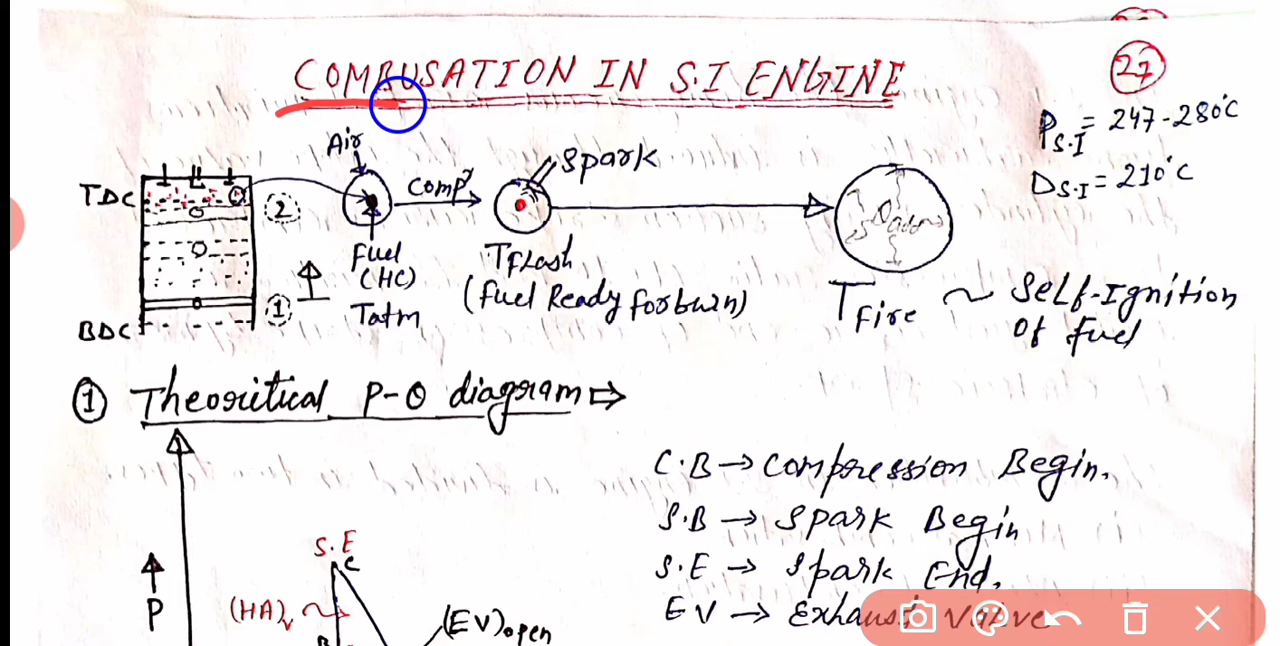 COMBUSATION IN S.I ENGINE
27
P S.I = 247-280°C
D S.I = 210°C
Air
Spark
TDC
2
Comp^n
Fuel
(HC)
Tatm
TFlash
(Fuel Ready for burn)
TFire ~ Self-Ignition
of fuel
1
BDC
① Theoritical P-θ diagram ⇒
C.B → Compression Begin.
S.B → Spark Begin
S.E → Spark End.
EV → Exhaust Valve
S.E
C
P
(HA)v
B
(EV)open